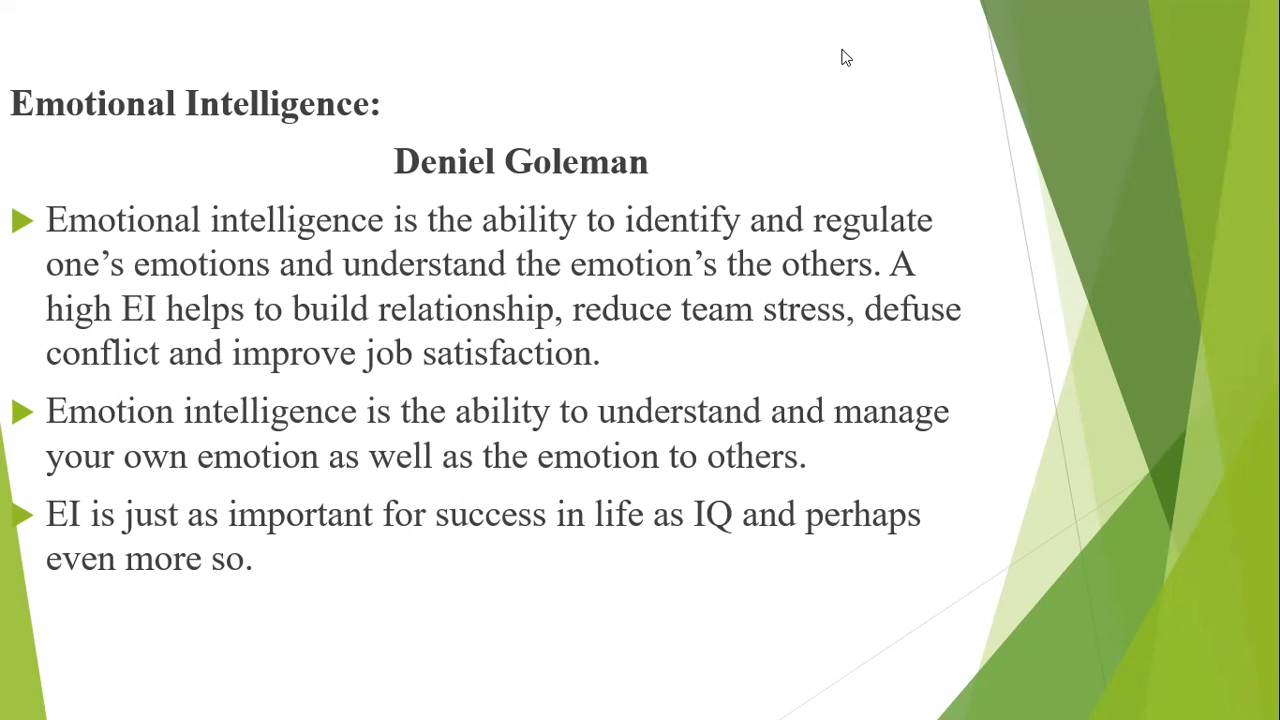 Emotional Intelligence:
Deniel Goleman
Emotional intelligence is the ability to identify and regulate
one’s emotions and understand the emotion’s the others. A
high EI helps to build relationship, reduce team stress, defuse
conflict and improve job satisfaction.
Emotion intelligence is the ability to understand and manage
your own emotion as well as the emotion to others.
EI is just as important for success in life as IQ and perhaps
even more so.